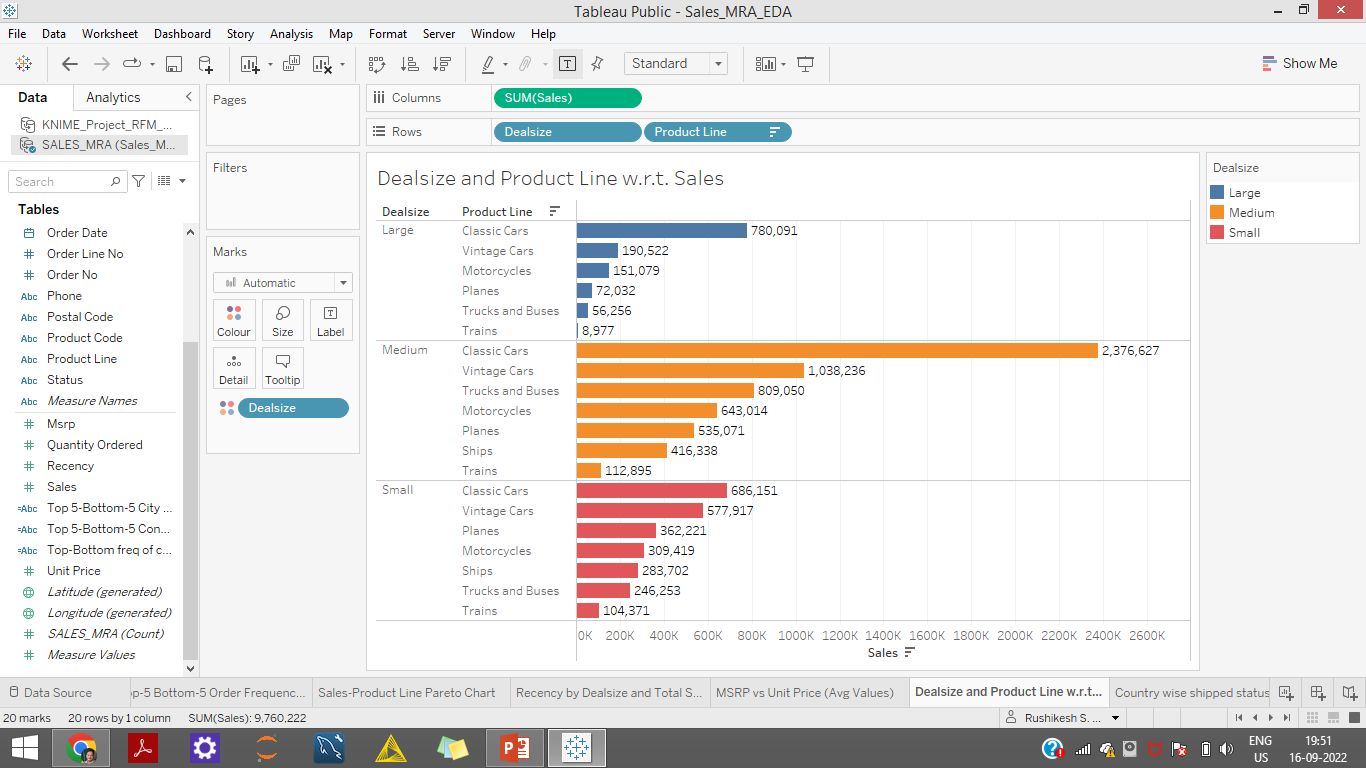 Tableau Public - Sales_MRA_EDA
File Data Worksheet Dashboard Story Analysis Map Format Server Window Help
Standard
Show Me
Data Analytics
KNIME_Project_RFM_...
SALES_MRA (Sales_M...
Search
Tables
Order Date
Order Line No
Order No
Abc Phone
Abc Postal Code
Abc Product Code
Abc Product Line
Abc Status
Abc Measure Names
Msrp
Quantity Ordered
Recency
Sales
=Abc Top 5-Bottom-5 City ...
=Abc Top 5-Bottom-5 Con...
=Abc Top-Bottom freq of c...
Unit Price
Latitude (generated)
Longitude (generated)
SALES_MRA (Count)
Measure Values
Pages
Filters
Marks
Automatic
Colour Size Label
Detail Tooltip
Dealsize
Columns SUM(Sales)
Rows Dealsize Product Line
Dealsize and Product Line w.r.t. Sales
Dealsize Product Line
Large Classic Cars 780,091
Vintage Cars 190,522
Motorcycles 151,079
Planes 72,032
Trucks and Buses 56,256
Trains 8,977
Medium Classic Cars 2,376,627
Vintage Cars 1,038,236
Trucks and Buses 809,050
Motorcycles 643,014
Planes 535,071
Ships 416,338
Trains 112,895
Small Classic Cars 686,151
Vintage Cars 577,917
Planes 362,221
Motorcycles 309,419
Ships 283,702
Trucks and Buses 246,253
Trains 104,371
0K 200K 400K 600K 800K 1000K 1200K 1400K 1600K 1800K 2000K 2200K 2400K 2600K
Sales
Dealsize
Large
Medium
Small
Data Source op-5 Bottom-5 Order Frequenc... Sales-Product Line Pareto Chart Recency by Dealsize and Total S... MSRP vs Unit Price (Avg Values) Dealsize and Product Line w.r.t... Country wise shipped status
20 marks 20 rows by 1 column SUM(Sales): 9,760,222 Rushikesh S. ...
ENG 19:51
US 16-09-2022